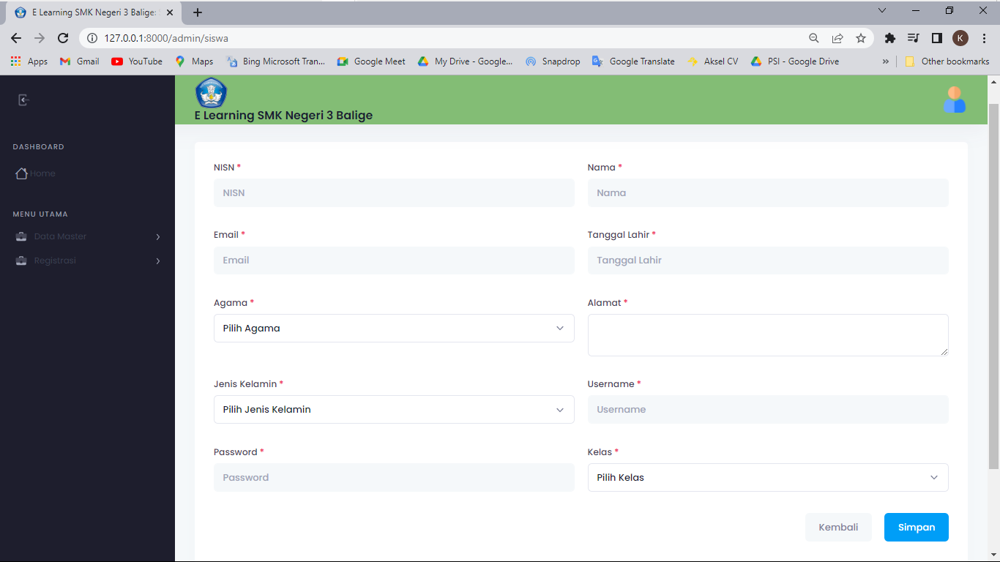 E Learning SMK Negeri 3 Balige:
127.0.0.1:8000/admin/siswa
K
Apps Gmail YouTube Maps Bing Microsoft Tran... Google Meet My Drive - Google... Snapdrop Google Translate Aksel CV PSI - Google Drive » Other bookmarks
E Learning SMK Negeri 3 Balige
DASHBOARD
Home
MENU UTAMA
Data Master
Registrasi
NISN * Nama *
NISN Nama
Email * Tanggal Lahir *
Email Tanggal Lahir
Agama * Alamat *
Pilih Agama
Jenis Kelamin * Username *
Pilih Jenis Kelamin Username
Password * Kelas *
Password Pilih Kelas
Kembali Simpan